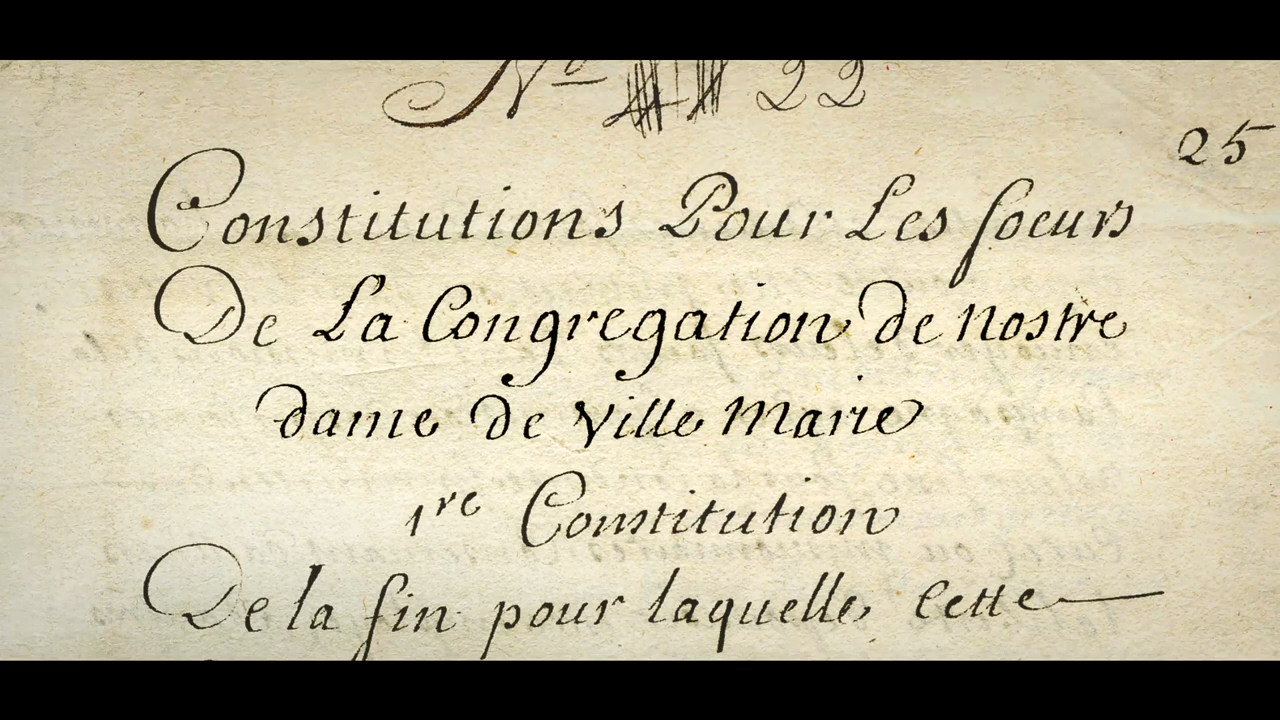 No 22
25
Constitutions Pour Les soeurs
De La Congregation de nostre
dame de ville marie
1re Constitution
De la fin pour laquelle cette